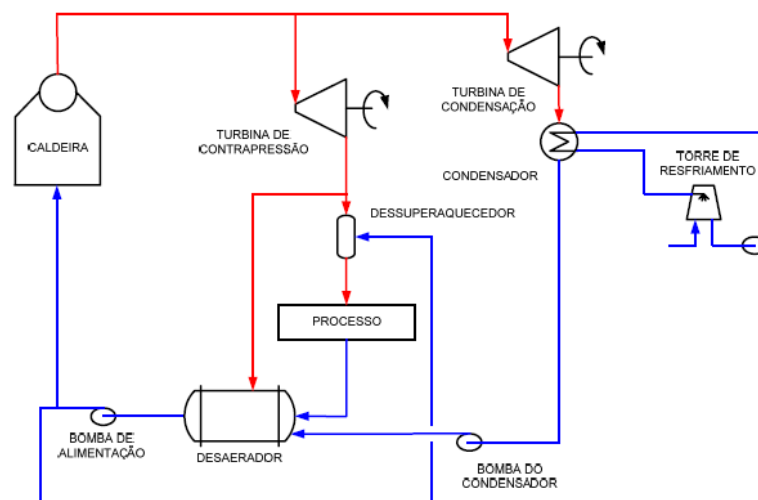 TURBINA DE
CONDENSAÇÃO
CALDEIRA
TURBINA DE
CONTRAPRESSÃO
CONDENSADOR
TORRE DE
RESFRIAMENTO
DESSUPERAQUECEDOR
PROCESSO
BOMBA DE
ALIMENTAÇÃO
DESAERADOR
BOMBA DO
CONDENSADOR